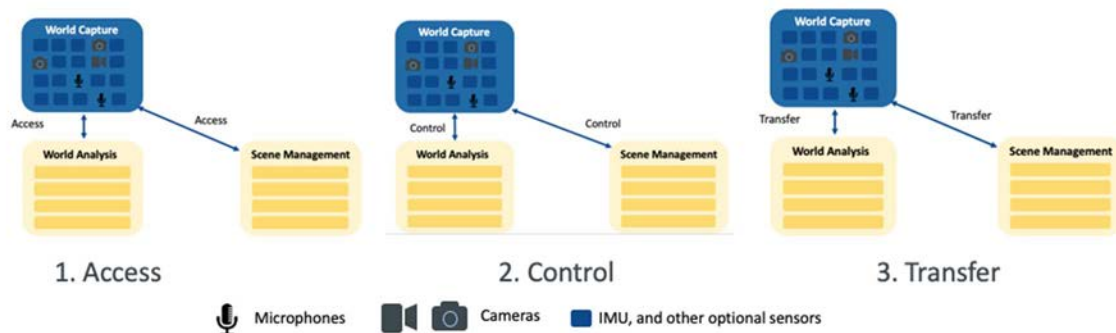 World Capture
Access
Access
World Analysis
Scene Management
1. Access
World Capture
Control
Control
World Analysis
Scene Management
2. Control
World Capture
Transfer
Transfer
World Analysis
Scene Management
3. Transfer
Microphones
Cameras
IMU, and other optional sensors